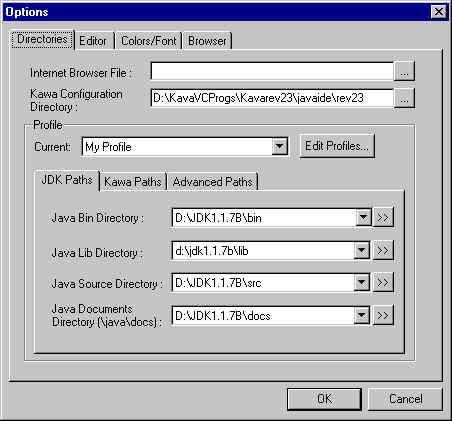 Options
Directories Editor Colors/Font Browser
Internet Browser File : ...
Kawa Configuration
Directory : D:\KavaVCProgs\Kavarev23\javaide\rev23 ...
Profile
Current: My Profile Edit Profiles...
JDK Paths Kawa Paths Advanced Paths
Java Bin Directory : D:\JDK1.1.7B\bin >>
Java Lib Directory : d:\jdk1.1.7b\lib >>
Java Source Directory : D:\JDK1.1.7B\src >>
Java Documents
Directory (\java\docs) : D:\JDK1.1.7B\docs >>
OK Cancel